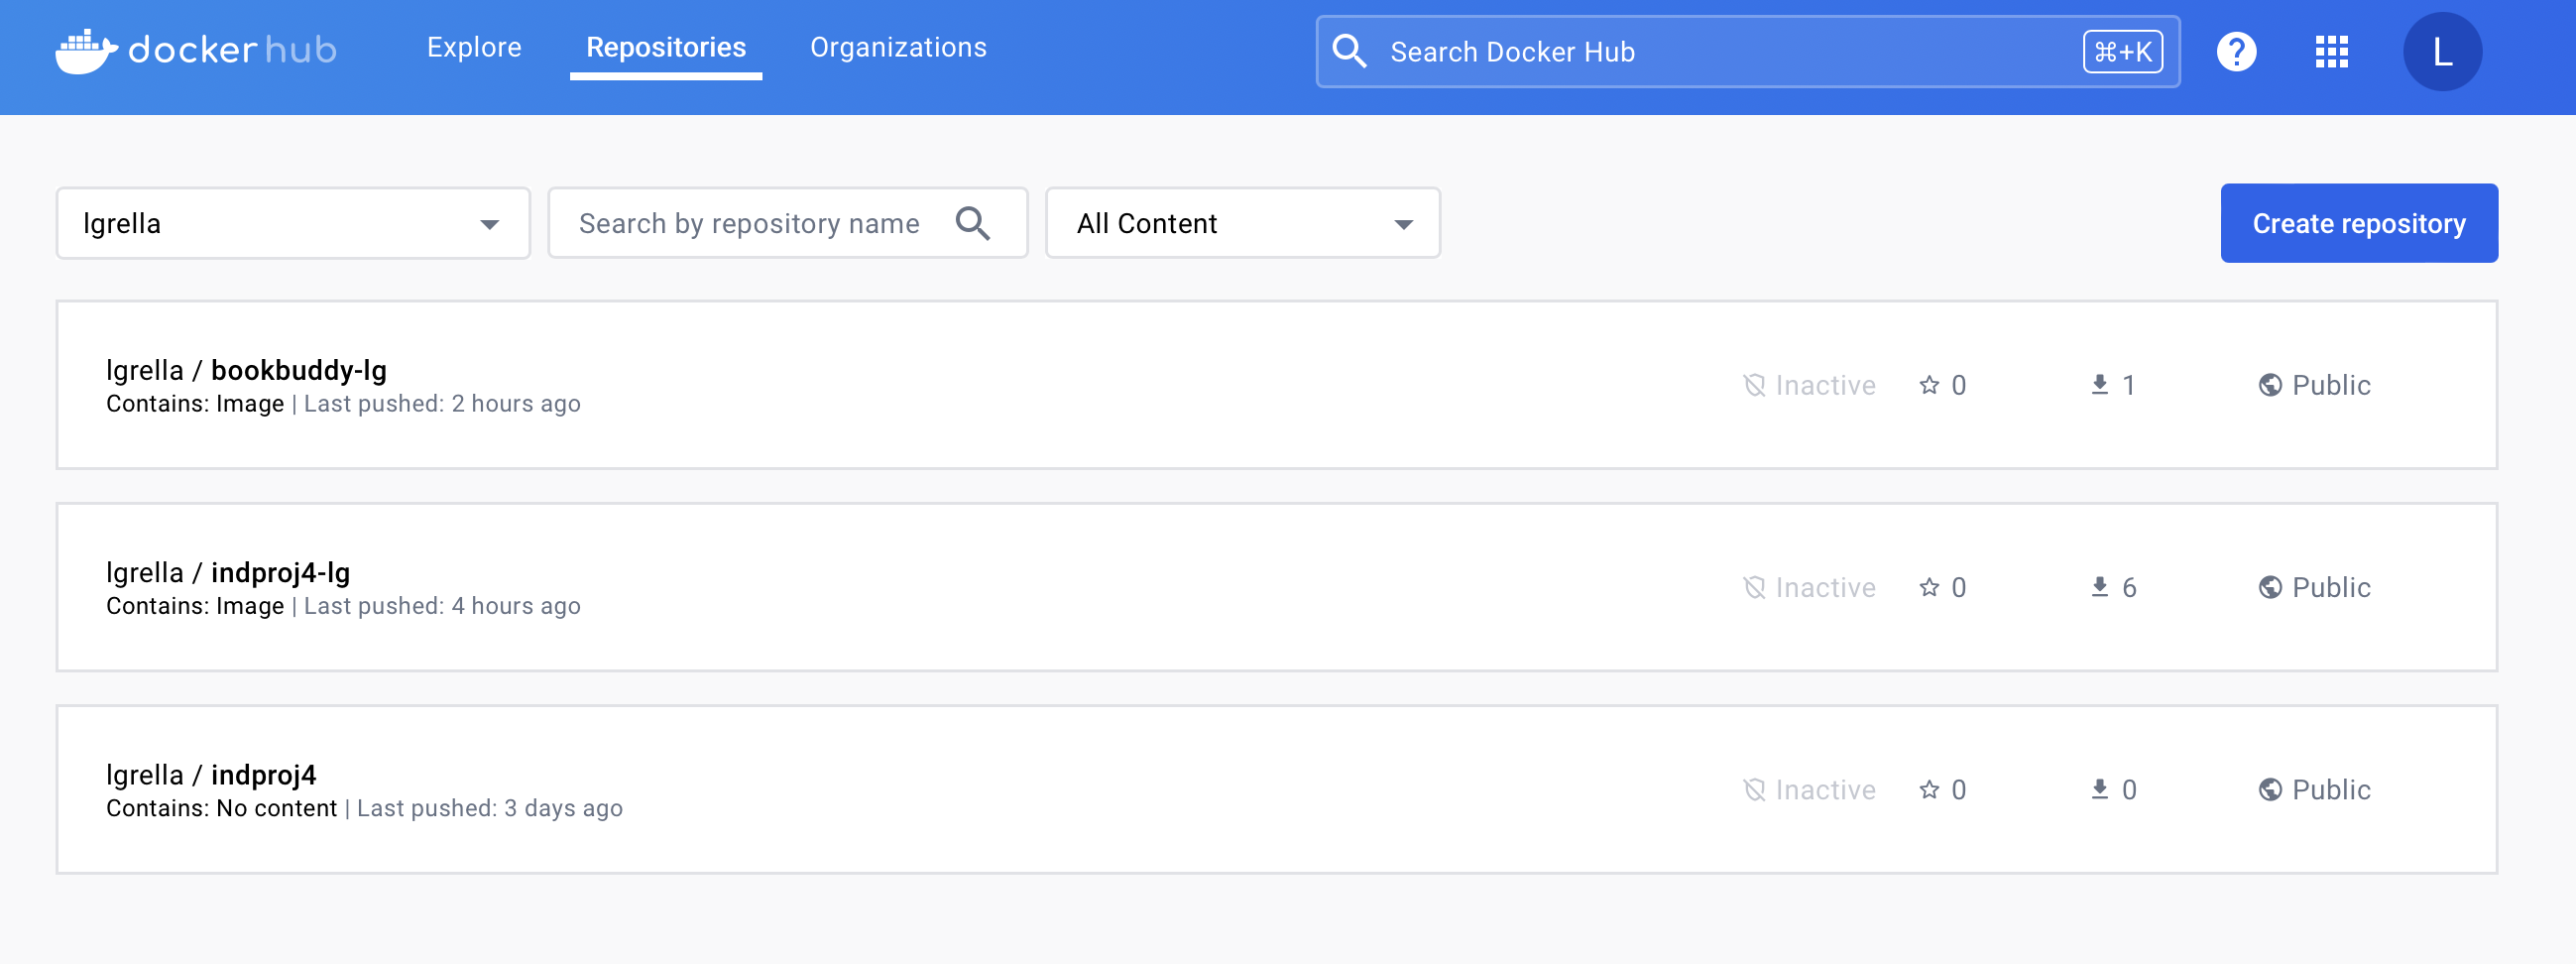 docker hub
Explore Repositories Organizations Search Docker Hub ⌘+K ? L
lgrella Search by repository name All Content Create repository
lgrella / bookbuddy-lg
Contains: Image | Last pushed: 2 hours ago
Inactive 0 1 Public
lgrella / indproj4-lg
Contains: Image | Last pushed: 4 hours ago
Inactive 0 6 Public
lgrella / indproj4
Contains: No content | Last pushed: 3 days ago
Inactive 0 0 Public